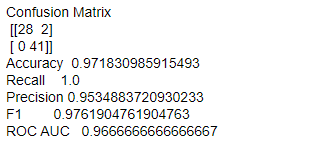 Confusion Matrix
[[28 2]
[ 0 41]]
Accuracy 0.971830985915493
Recall 1.0
Precision 0.9534883720930233
F1 0.9761904761904763
ROC AUC 0.9666666666666667